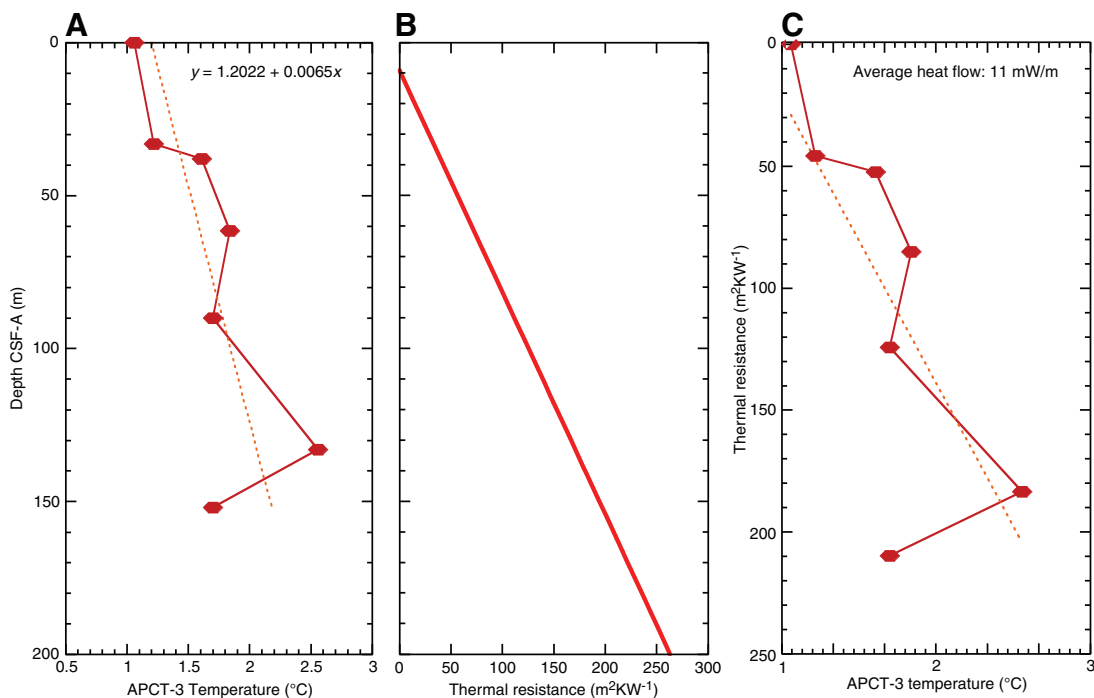 A
y = 1.2022 + 0.0065x
0
50
100
150
200
Depth CSF-A (m)
0.5 1 1.5 2 2.5 3
APCT-3 Temperature (°C)
B
0 50 100 150 200 250 300
Thermal resistance (m²KW⁻¹)
C
Average heat flow: 11 mW/m
0
50
100
150
200
250
Thermal resistance (m²KW⁻¹)
1 2 3
APCT-3 temperature (°C)